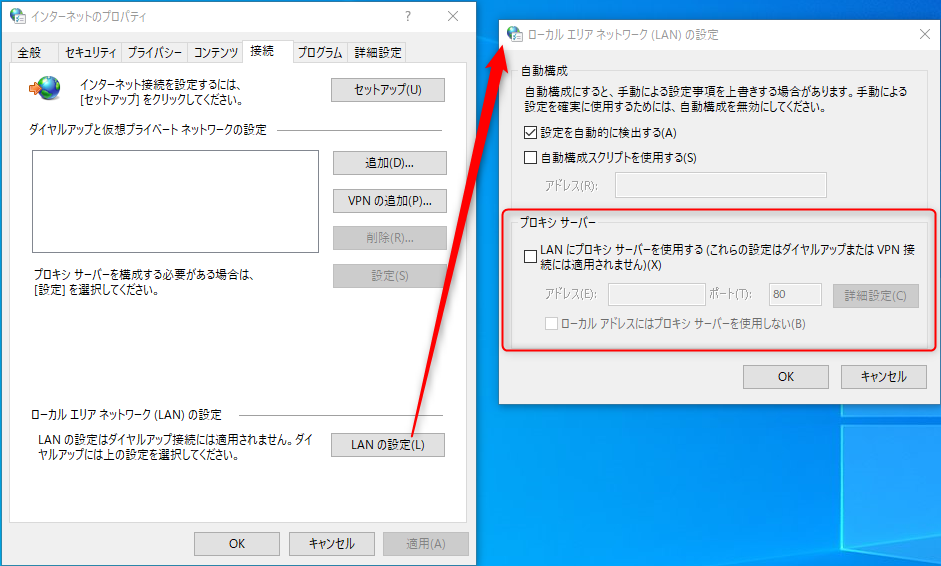 インターネットのプロパティ
?
全般
セキュリティ
プライバシー
コンテンツ
接続
プログラム
詳細設定
インターネット接続を設定するには、
[セットアップ] をクリックしてください。
セットアップ(U)
ダイヤルアップと仮想プライベート ネットワークの設定
追加(D)...
VPN の追加(P)...
削除(R)...
設定(S)
プロキシ サーバーを構成する必要がある場合は、
[設定] を選択してください。
ローカル エリア ネットワーク (LAN) の設定
LAN の設定はダイヤルアップ接続には適用されません。ダイ
ヤルアップには上の設定を選択してください。
LAN の設定(L)
OK
キャンセル
適用(A)
ローカル エリア ネットワーク (LAN) の設定
自動構成
自動構成にすると、手動による設定事項を上書きする場合があります。手動による
設定を確実に使用するためには、自動構成を無効にしてください。
設定を自動的に検出する(A)
自動構成スクリプトを使用する(S)
アドレス(R):
プロキシ サーバー
LAN にプロキシ サーバーを使用する (これらの設定はダイヤルアップまたは VPN 接
続には適用されません)(X)
アドレス(E):
ポート(T):
80
詳細設定(C)
ローカル アドレスにはプロキシ サーバーを使用しない(B)
OK
キャンセル